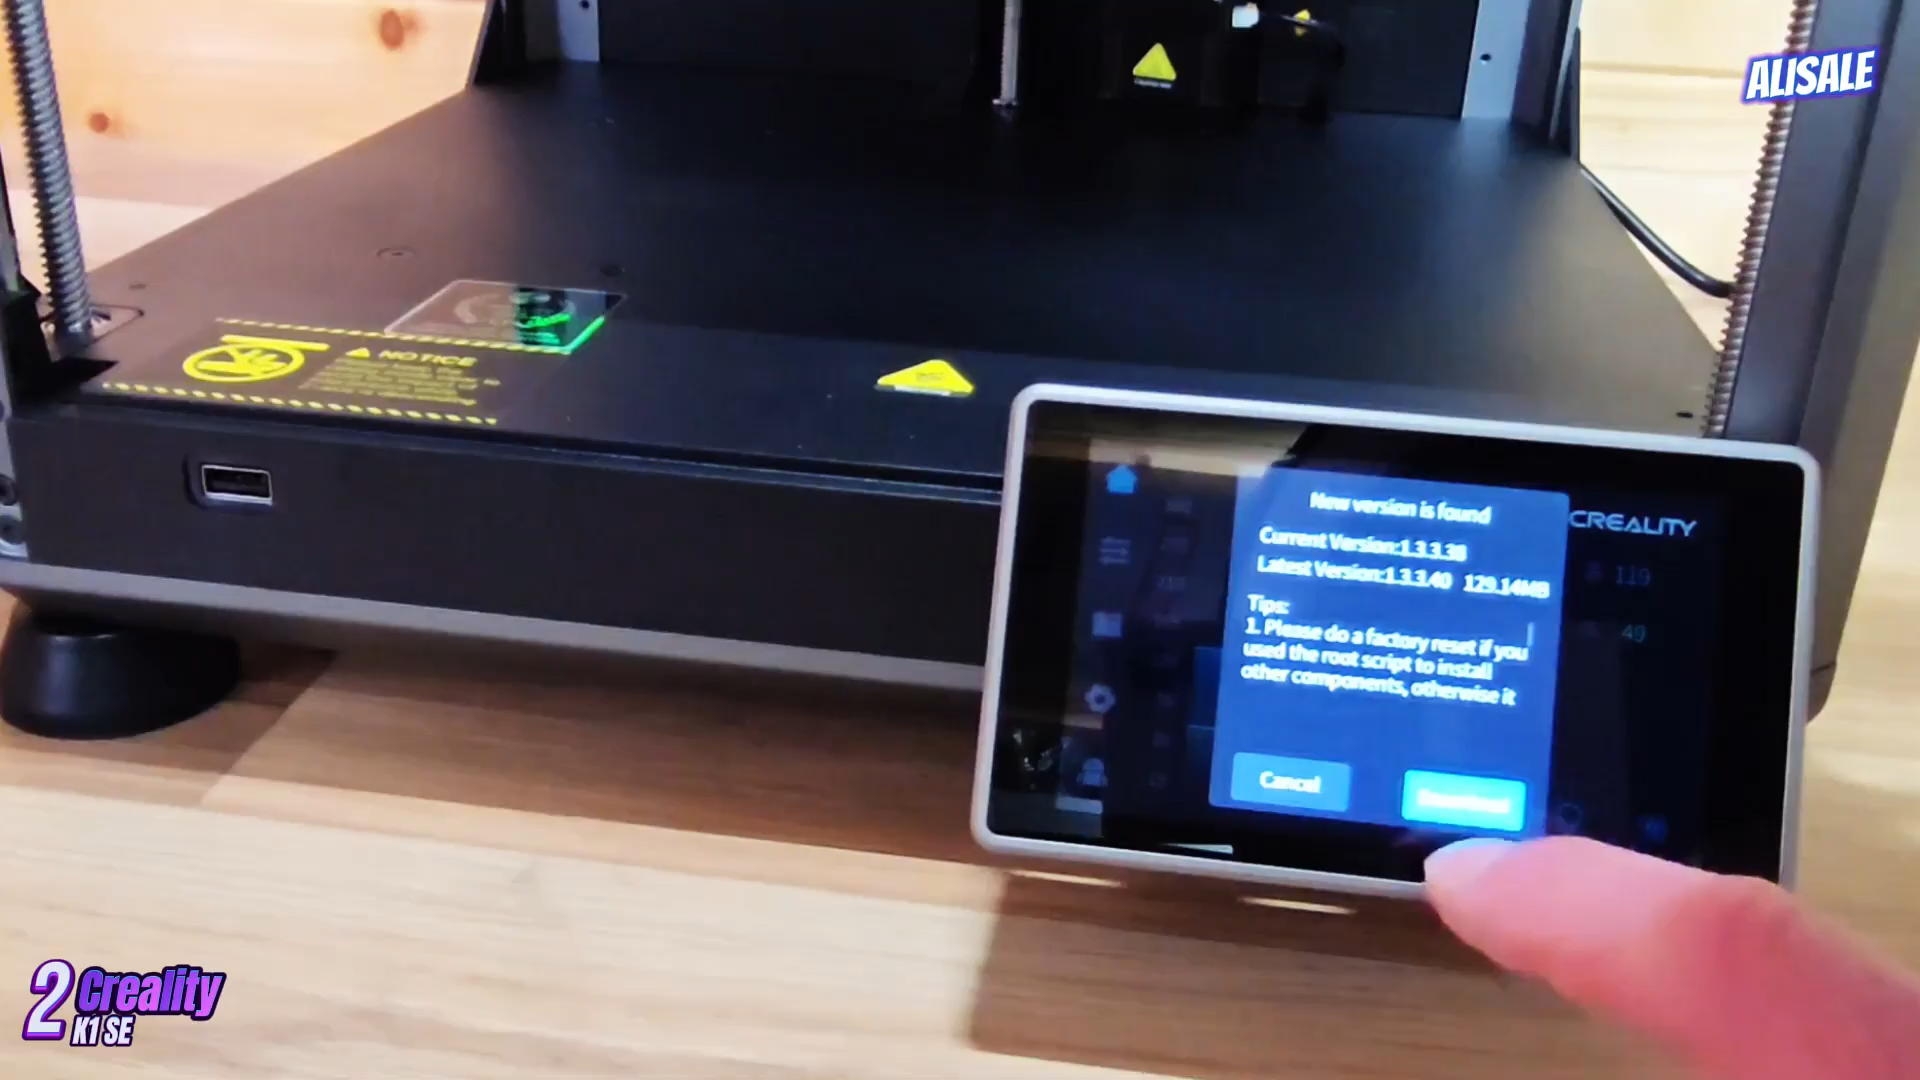 ALISALE
NOTICE
New version is found
Current Version:1.3.3.38
Latest Version:1.3.3.40 129.14MB
Tips:
1. Please do a factory reset if you
used the root script to install
other components, otherwise it
Cancel
CREALITY
119
49
2 Creality
K1 SE